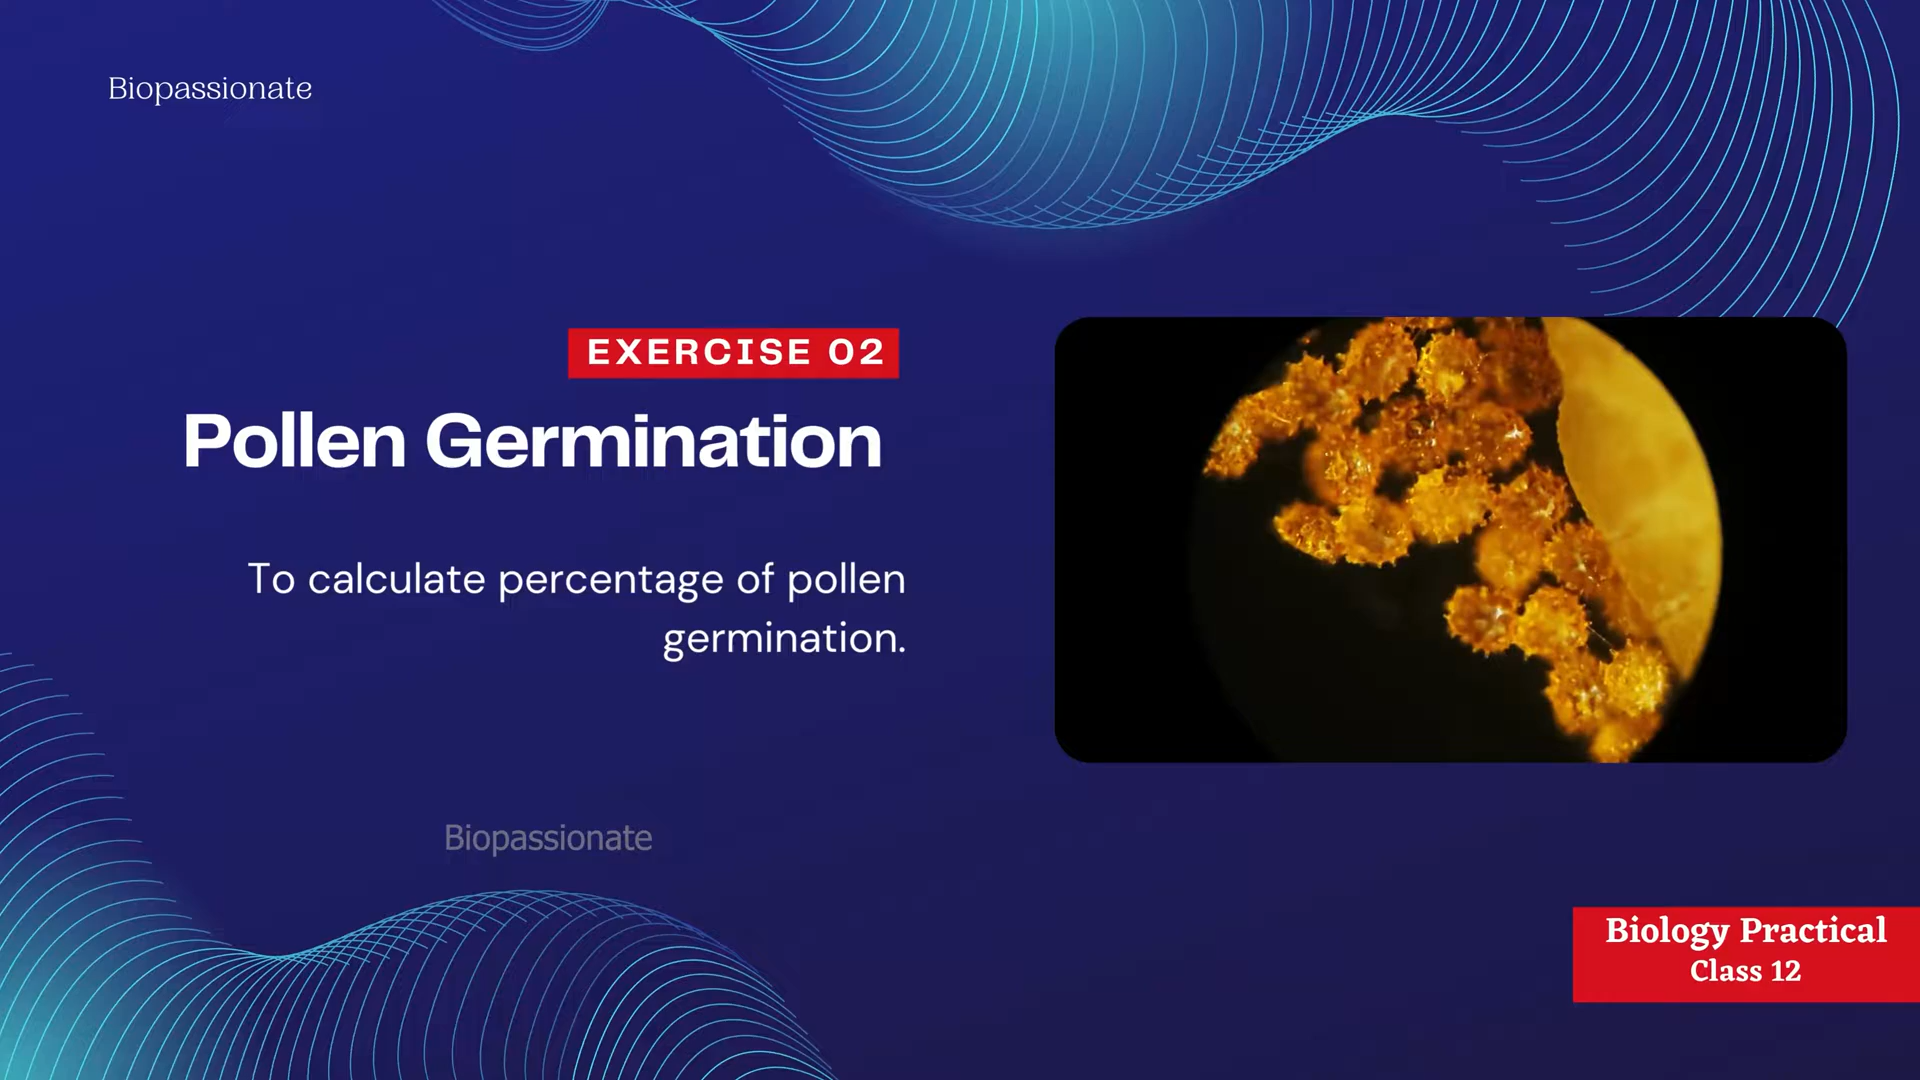 Biopassionate
EXERCISE 02
Pollen Germination
To calculate percentage of pollen
germination.
Biopassionate
Biology Practical
Class 12